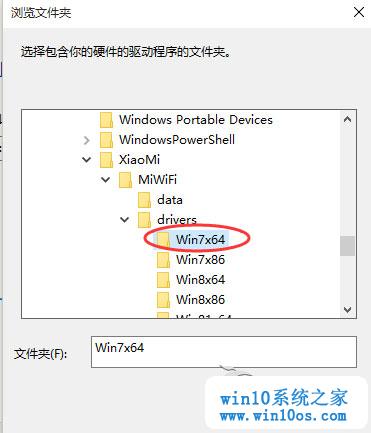 浏览文件夹
选择包含你的硬件的驱动程序的文件夹。
Windows Portable Devices
WindowsPowerShell
XiaoMi
MiWiFi
data
drivers
Win7x64
Win7x86
Win8x64
Win8x86
文件夹(F):
Win7x64
win10系统之家
www.win10os.com